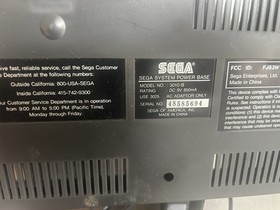 ive fast, reliable service, call the Sega Customer
Department at the following numbers:
Outside California: 800-USA-SEGA
Inside California: 415-742-9300
ur Customer Service Department is in operation
from 9:00 AM to 5:00 PM (Pacific Time),
Monday through Friday.
SEGA
SEGA SYSTEM POWER BASE
MODEL NO. 3010-B
RATING DC 9V 850mA
USE 3025 AC ADAPTOR ONLY
SERIAL NO. 45585694
SEGA OF AMERICA, INC.
MADE IN CHINA
FCC ID: FJ83W
Sega Enterprises, Ltd.
Made in China
This device complies with